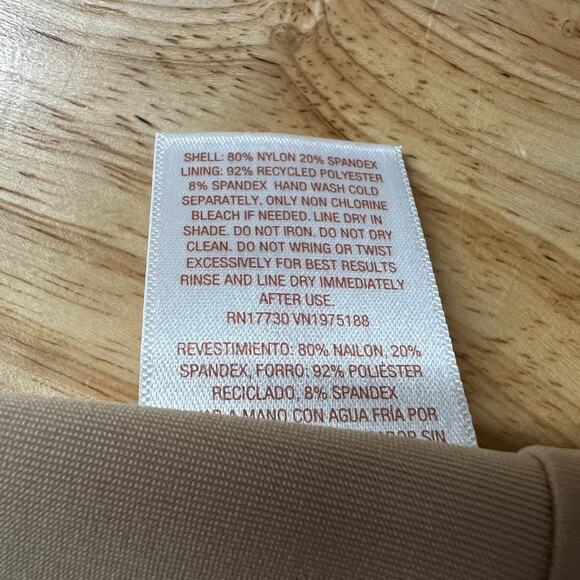 SHELL: 80% NYLON 20% SPANDEX
LINING: 92% RECYCLED POLYESTER
8% SPANDEX HAND WASH COLD
SEPARATELY. ONLY NON CHLORINE
BLEACH IF NEEDED. LINE DRY IN
SHADE. DO NOT IRON. DO NOT DRY
CLEAN. DO NOT WRING OR TWIST
EXCESSIVELY FOR BEST RESULTS
RINSE AND LINE DRY IMMEDIATELY
AFTER USE.
RN17730 VN1975188
REVESTIMIENTO: 80% NAILON, 20%
SPANDEX, FORRO: 92% POLIÉSTER
RECICLADO, 8% SPANDEX
A MANO CON AGUA FRÍA POR
SIN